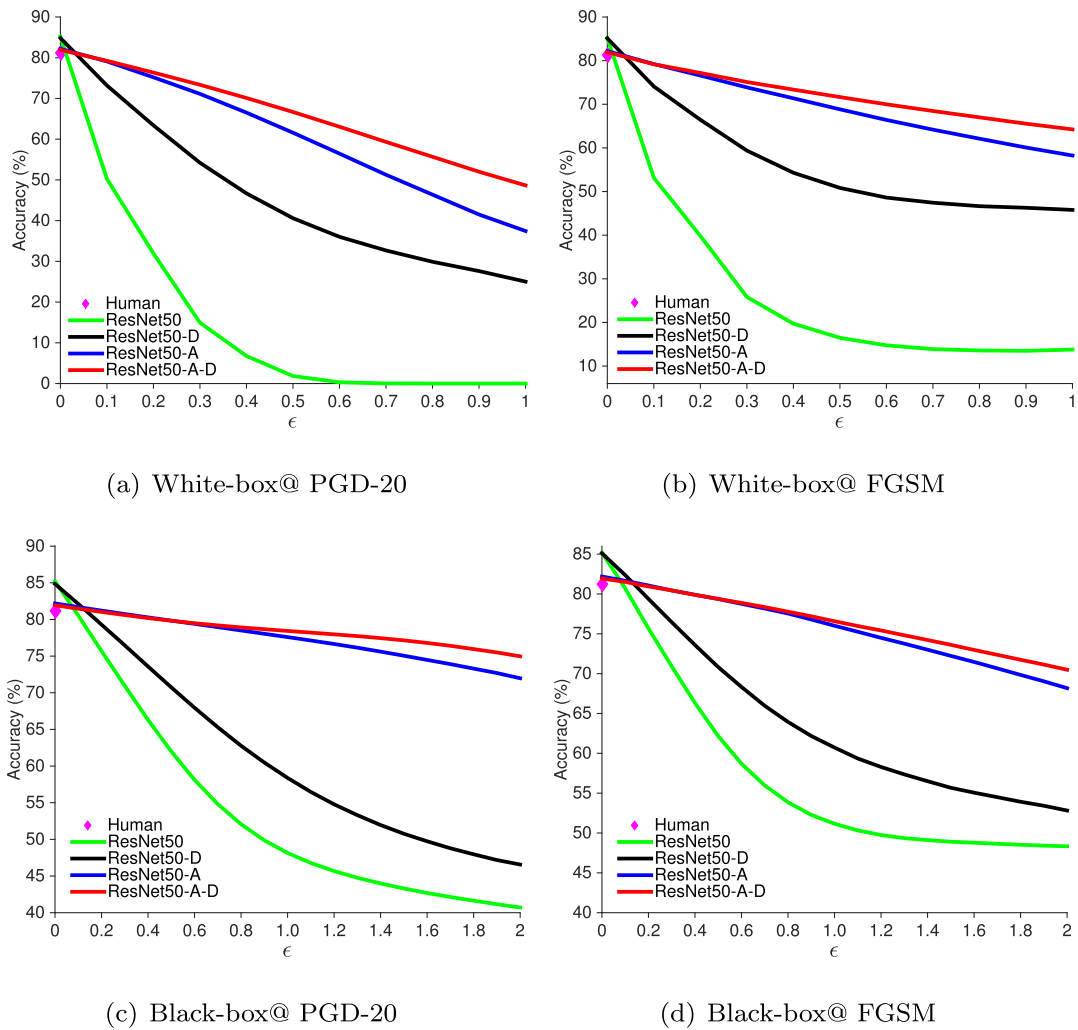 90
80
70
60
50
40
30
20
10
0
Accuracy (%)
Human
ResNet50
ResNet50-D
ResNet50-A
ResNet50-A-D
0 0.1 0.2 0.3 0.4 0.5 0.6 0.7 0.8 0.9 1
ϵ
(a) White-box@ PGD-20
90
80
70
60
50
40
30
20
10
Accuracy (%)
Human
ResNet50
ResNet50-D
ResNet50-A
ResNet50-A-D
0 0.1 0.2 0.3 0.4 0.5 0.6 0.7 0.8 0.9 1
ϵ
(b) White-box@ FGSM
90
85
80
75
70
65
60
55
50
45
40
Accuracy (%)
Human
ResNet50
ResNet50-D
ResNet50-A
ResNet50-A-D
0 0.2 0.4 0.6 0.8 1.0 1.2 1.4 1.6 1.8 2
ϵ
(c) Black-box@ PGD-20
85
80
75
70
65
60
55
50
45
40
Accuracy (%)
Human
ResNet50
ResNet50-D
ResNet50-A
ResNet50-A-D
0 0.2 0.4 0.6 0.8 1.0 1.2 1.4 1.6 1.8 2
ϵ
(d) Black-box@ FGSM